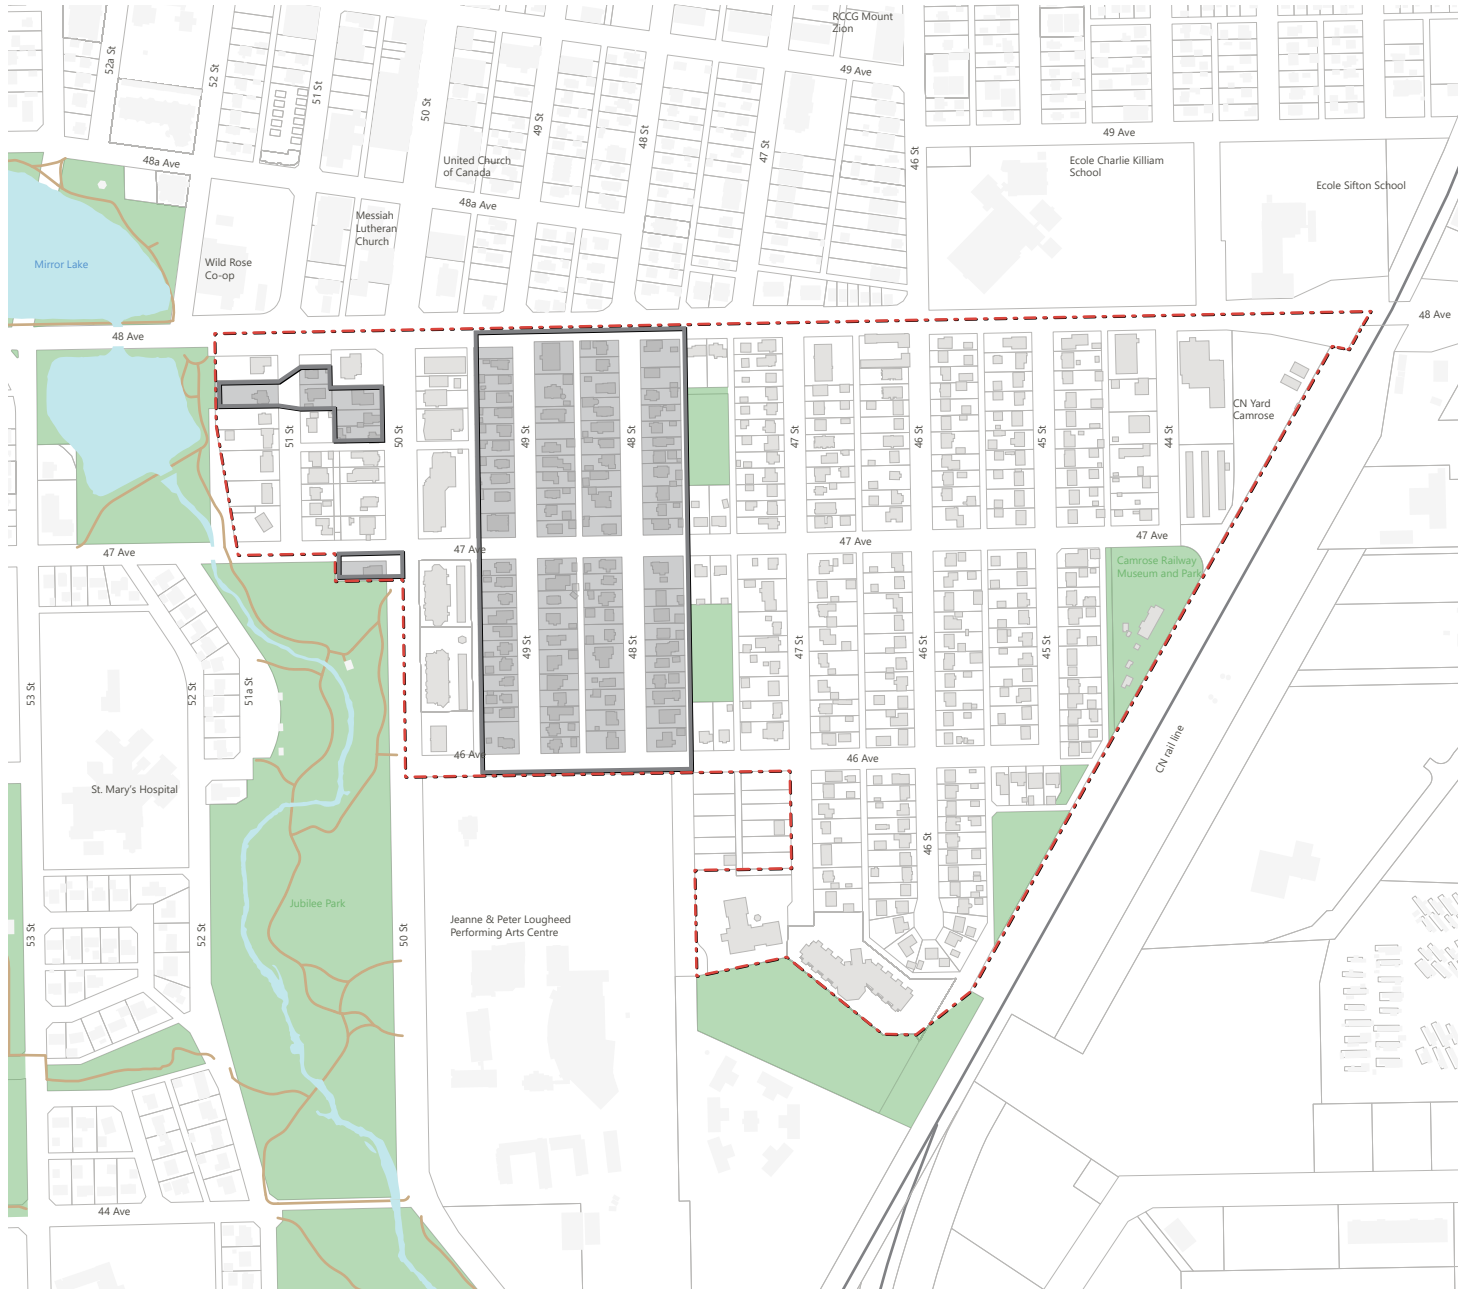 RCCG Mount
Zion
52a St
52 St
51 St
50 St
49 St
48 St
47 St
49 Ave
46 St
49 Ave
48a Ave
United Church
of Canada
48a Ave
Ecole Charlie Killiam
School
Ecole Sifton School
Messiah
Lutheran
Church
Mirror Lake
Wild Rose
Co-op
48 Ave
48 Ave
CN Yard
Camrose
51 St
50 St
49 St
48 St
47 St
46 St
45 St
44 St
47 Ave
47 Ave
47 Ave
47 Ave
Camrose Railway
Museum and Park
49 St
48 St
47 St
46 St
45 St
53 St
52 St
51a St
46 Ave
46 Ave
CN rail line
St. Mary's Hospital
46 St
Jubilee Park
Jeanne & Peter Lougheed
Performing Arts Centre
53 St
52 St
50 St
44 Ave